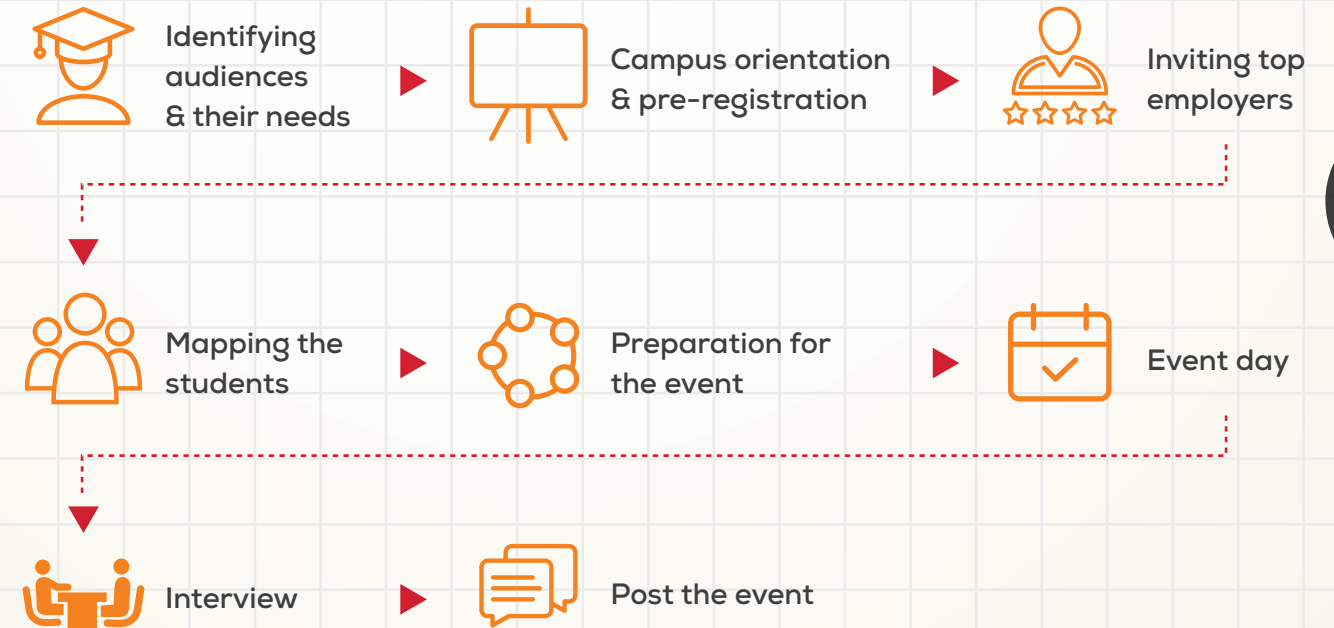 Identifying
audiences
& their needs
Campus orientation
& pre-registration
Inviting top
employers
Mapping the
students
Preparation for
the event
Event day
Interview
Post the event